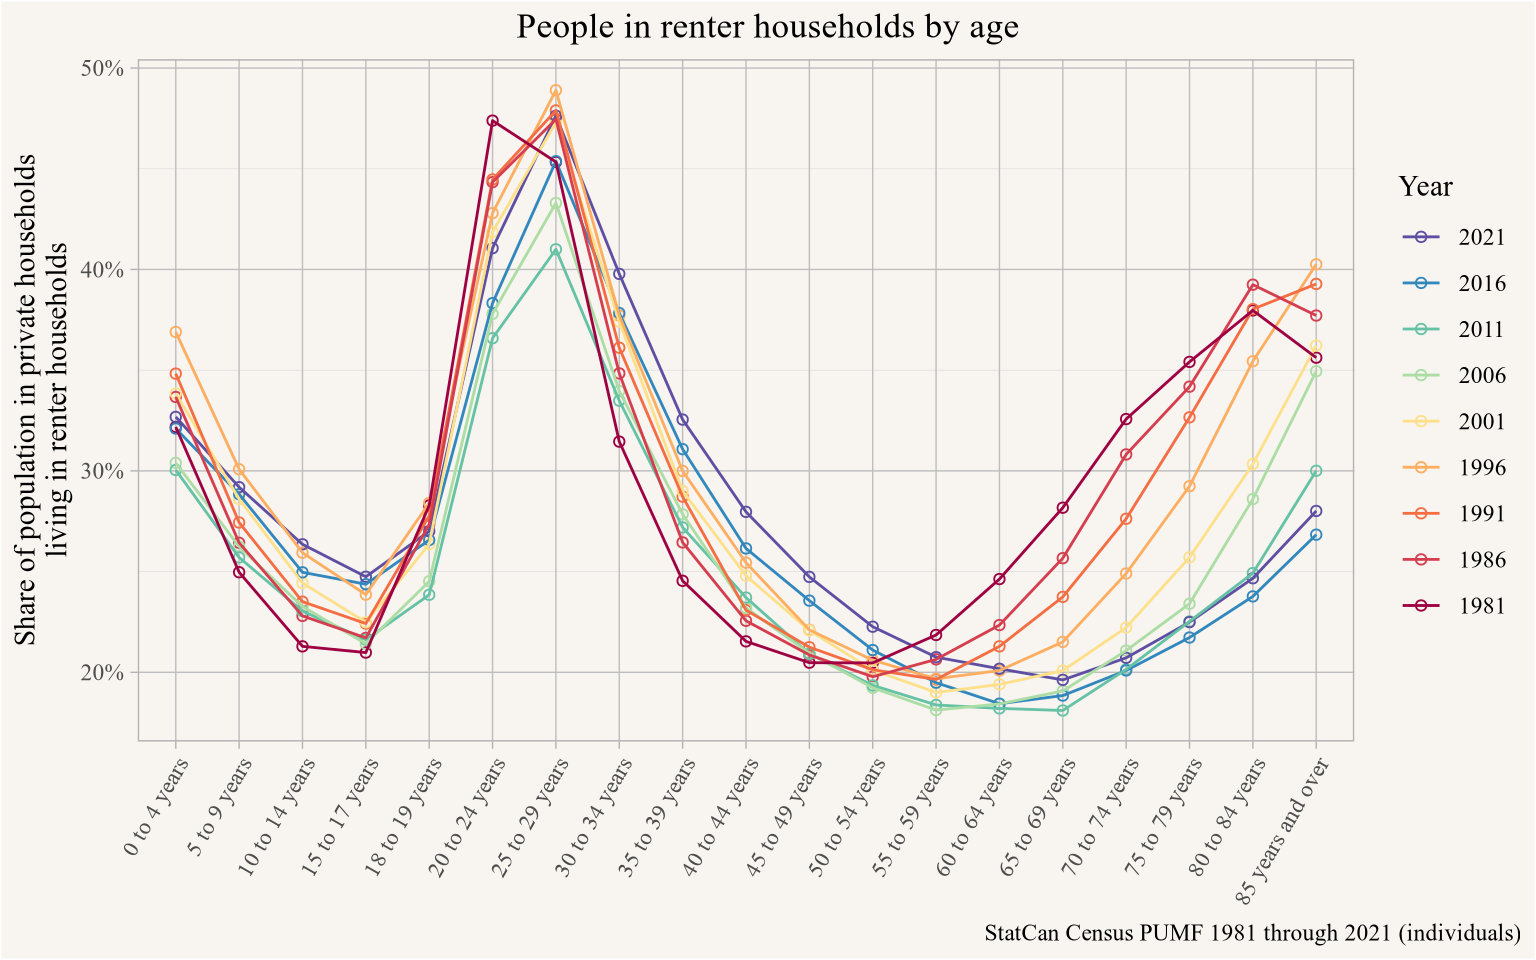 People in renter households by age
Share of population in private households
living in renter households
50%
40%
30%
20%
0 to 4 years
5 to 9 years
10 to 14 years
15 to 17 years
18 to 19 years
20 to 24 years
25 to 29 years
30 to 34 years
35 to 39 years
40 to 44 years
45 to 49 years
50 to 54 years
55 to 59 years
60 to 64 years
65 to 69 years
70 to 74 years
75 to 79 years
80 to 84 years
85 years and over
Year
2021
2016
2011
2006
2001
1996
1991
1986
1981
StatCan Census PUMF 1981 through 2021 (individuals)